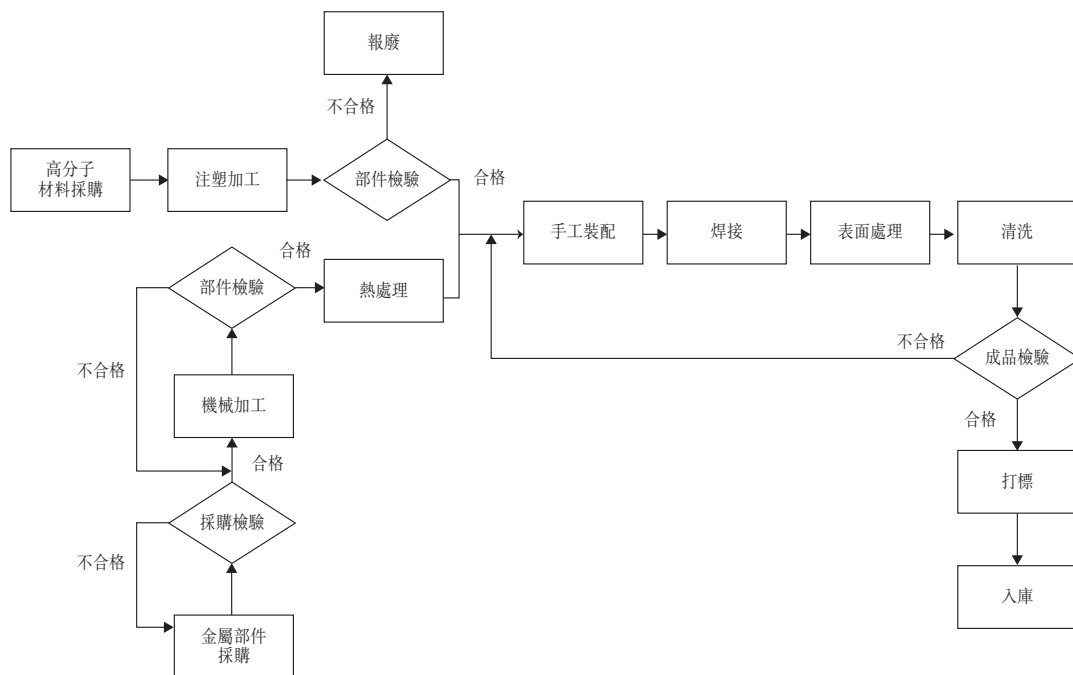 報廢
不合格
高分子
材料採購
注塑加工
部件檢驗
合格
手工裝配
焊接
表面處理
清洗
部件檢驗
合格
熱處理
不合格
機械加工
合格
採購檢驗
不合格
金屬部件
採購
不合格
成品檢驗
合格
打標
入庫